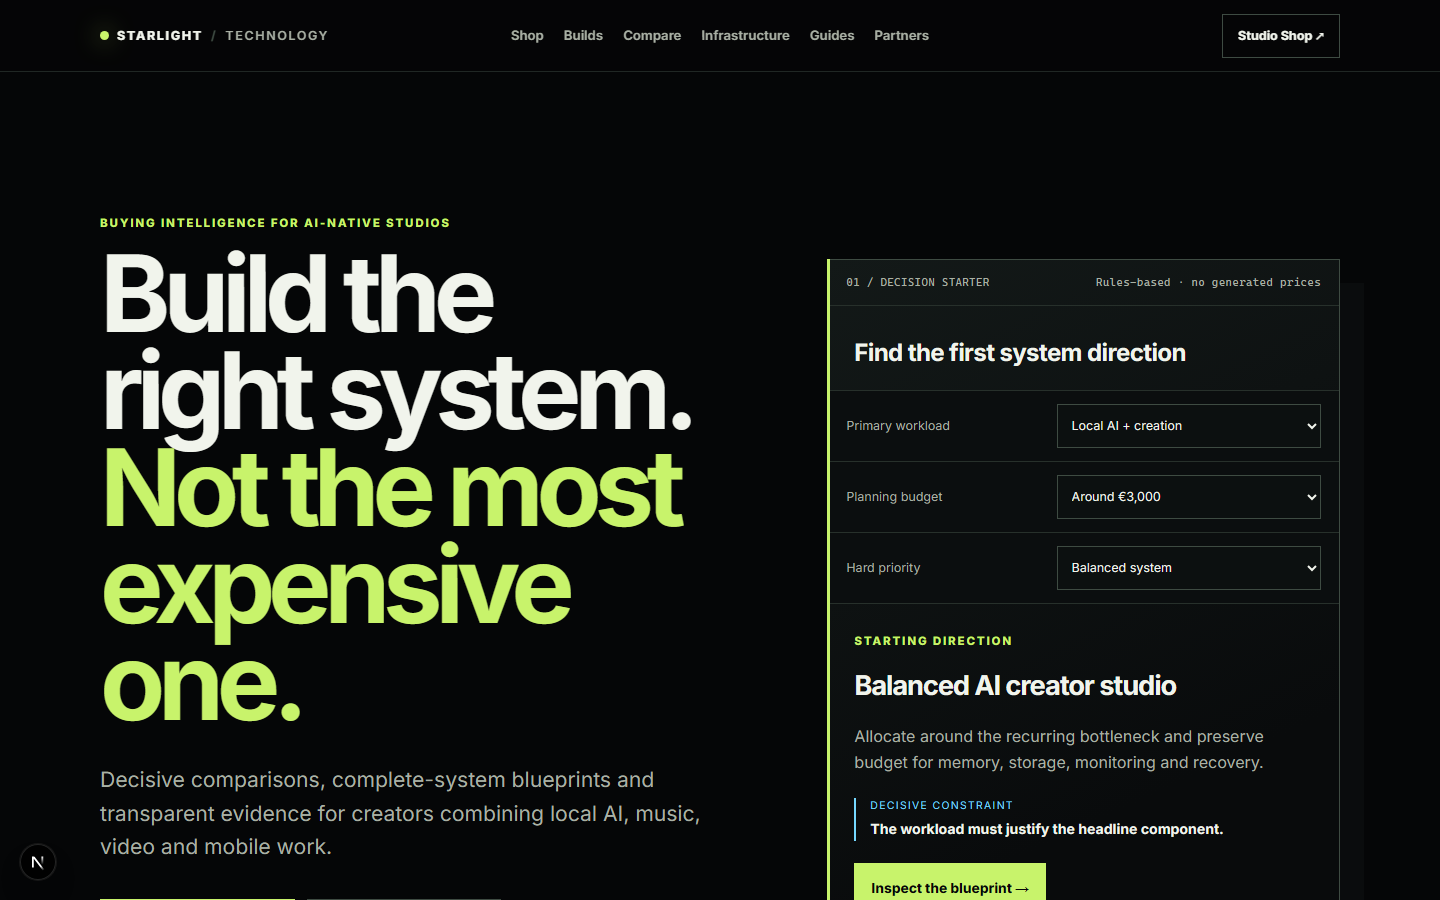 STARLIGHT / TECHNOLOGY
Shop Builds Compare Infrastructure Guides Partners
Studio Shop ↗
BUYING INTELLIGENCE FOR AI-NATIVE STUDIOS
Build the
right system.
Not the most
expensive
one.
Decisive comparisons, complete-system blueprints and
transparent evidence for creators combining local AI, music,
video and mobile work.
N
01 / DECISION STARTER
Rules-based · no generated prices
Find the first system direction
Primary workload
Local AI + creation
Planning budget
Around €3,000
Hard priority
Balanced system
STARTING DIRECTION
Balanced AI creator studio
Allocate around the recurring bottleneck and preserve
budget for memory, storage, monitoring and recovery.
DECISIVE CONSTRAINT
The workload must justify the headline component.
Inspect the blueprint →